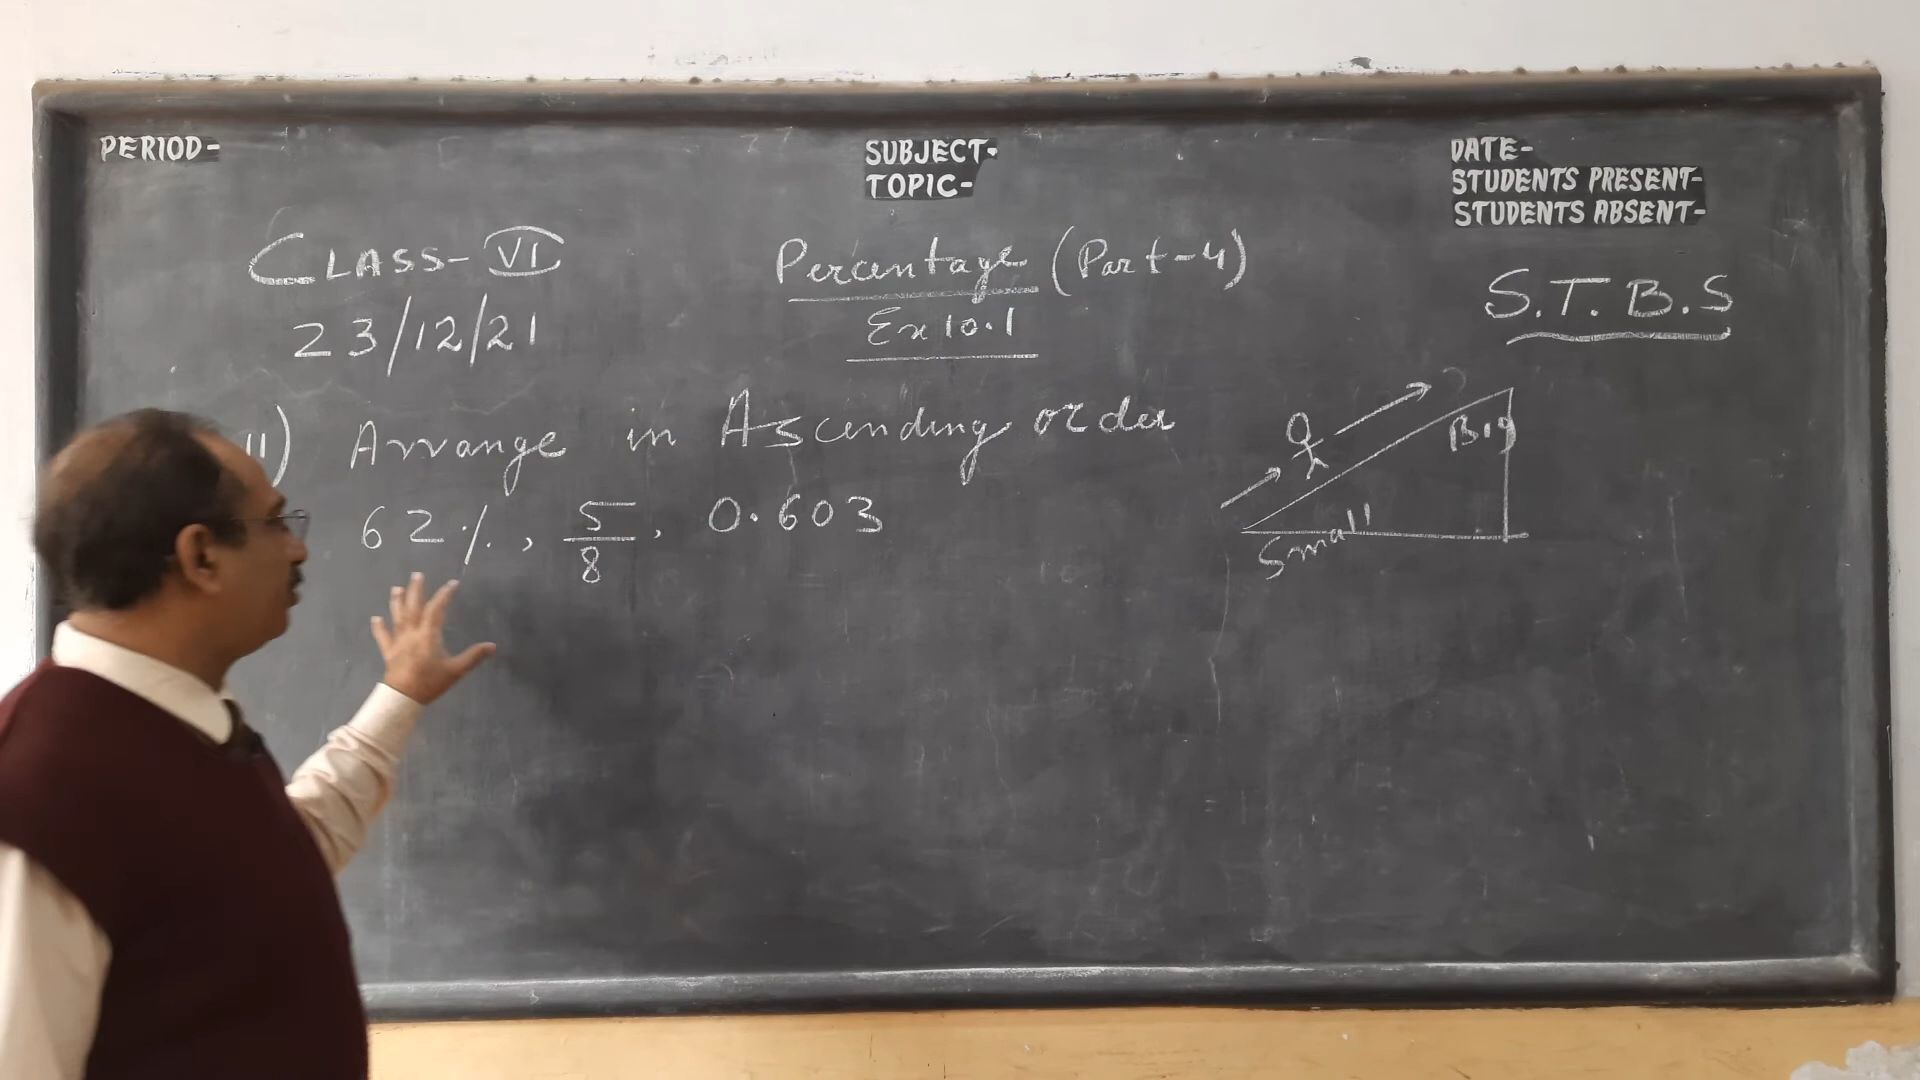 PERIOD-
SUBJECT-
TOPIC-
DATE-
STUDENTS PRESENT-
STUDENTS ABSENT-
CLASS-VI
23/12/21
Percentage (Part-4)
Ex 10.1
S.T.B.S
11) Arrange in Ascending order
62%, 5/8, 0.603
Big
Small